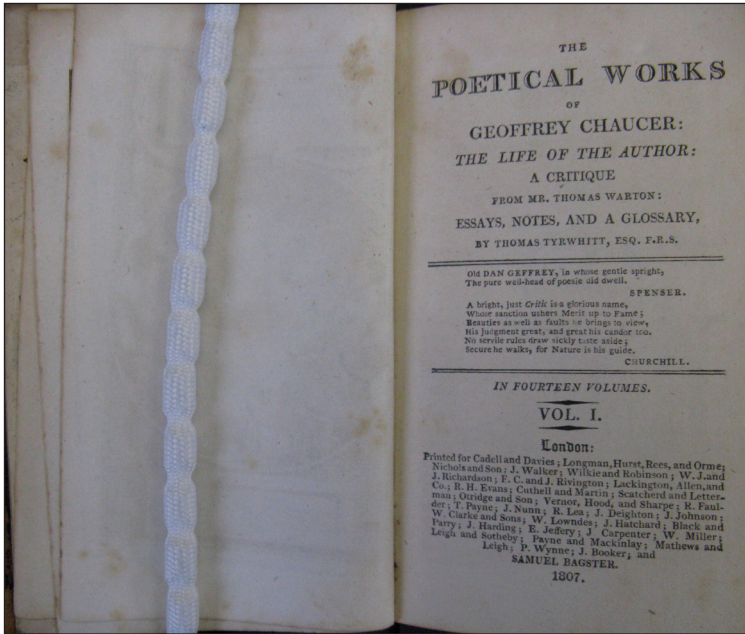 THE
POETICAL WORKS
OF
GEOFFREY CHAUCER:
THE LIFE OF THE AUTHOR:
A CRITIQUE
FROM MR. THOMAS WARTON:
ESSAYS, NOTES, AND A GLOSSARY,
BY THOMAS TYRWHITT, ESQ. F.R.S.
Old DAN GEFFREY, in whose gentle spright,
The pure well-head of poesie did dwell.
SPENSER.
A bright, just Critic is a glorious name,
Whose sanction ushers Merit up to Fame;
Beauties as well as faults he brings to view,
His Judgment great, and great his candor too.
No servile rules draw sickly taste aside;
Secure he walks, for Nature is his guide.
CHURCHILL.
IN FOURTEEN VOLUMES.
VOL. I.
London:
Printed for Cadell and Davies; Longman, Hurst, Rees, and Orme;
Nichols and Son; J. Walker; Wilkie and Robinson; W. J. and
J. Richardson; F. C. and J. Rivington; Lackington, Allen, and
Co.; R. H. Evans; Cuthell and Martin; Scatcherd and Letter-
man; Otridge and Son; Vernor, Hood, and Sharpe; R. Faul-
der; T. Payne; J. Nunn; R. Lea; J. Deighton; J. Johnson;
W. Clarke and Sons; W. Lowndes; J. Hatchard; Black and
Parry; J. Harding; E. Jeffery; J. Carpenter; W. Miller;
Leigh and Sotheby; Payne and Mackinlay; Mathews and
Leigh; P. Wynne; J. Booker; and
SAMUEL BAGSTER.
1807.